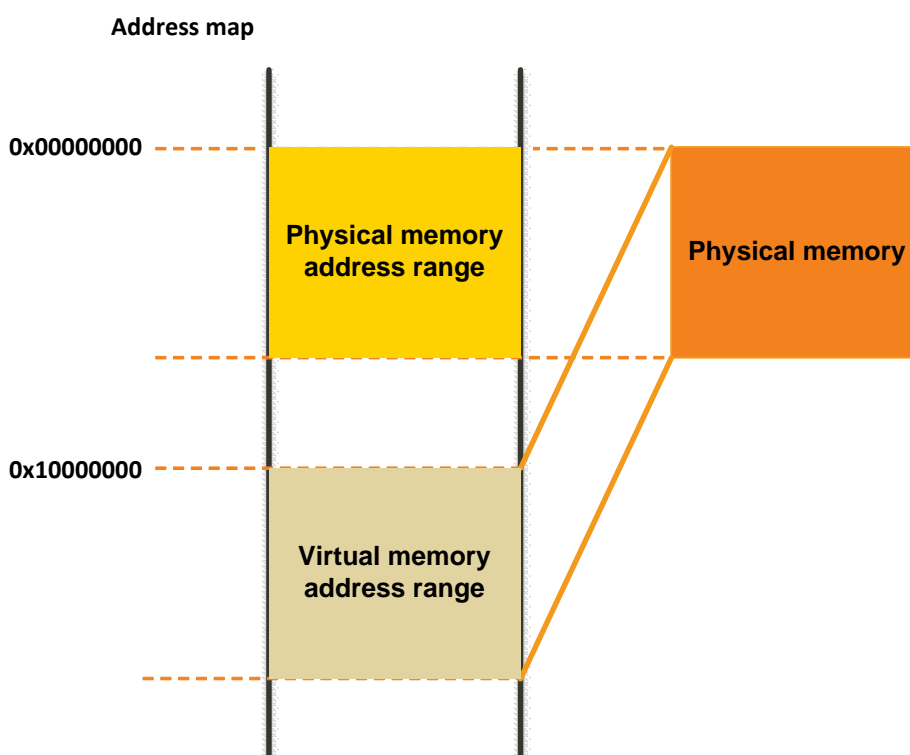 Address map
0x00000000
Physical memory
address range
Physical memory
0x10000000
Virtual memory
address range